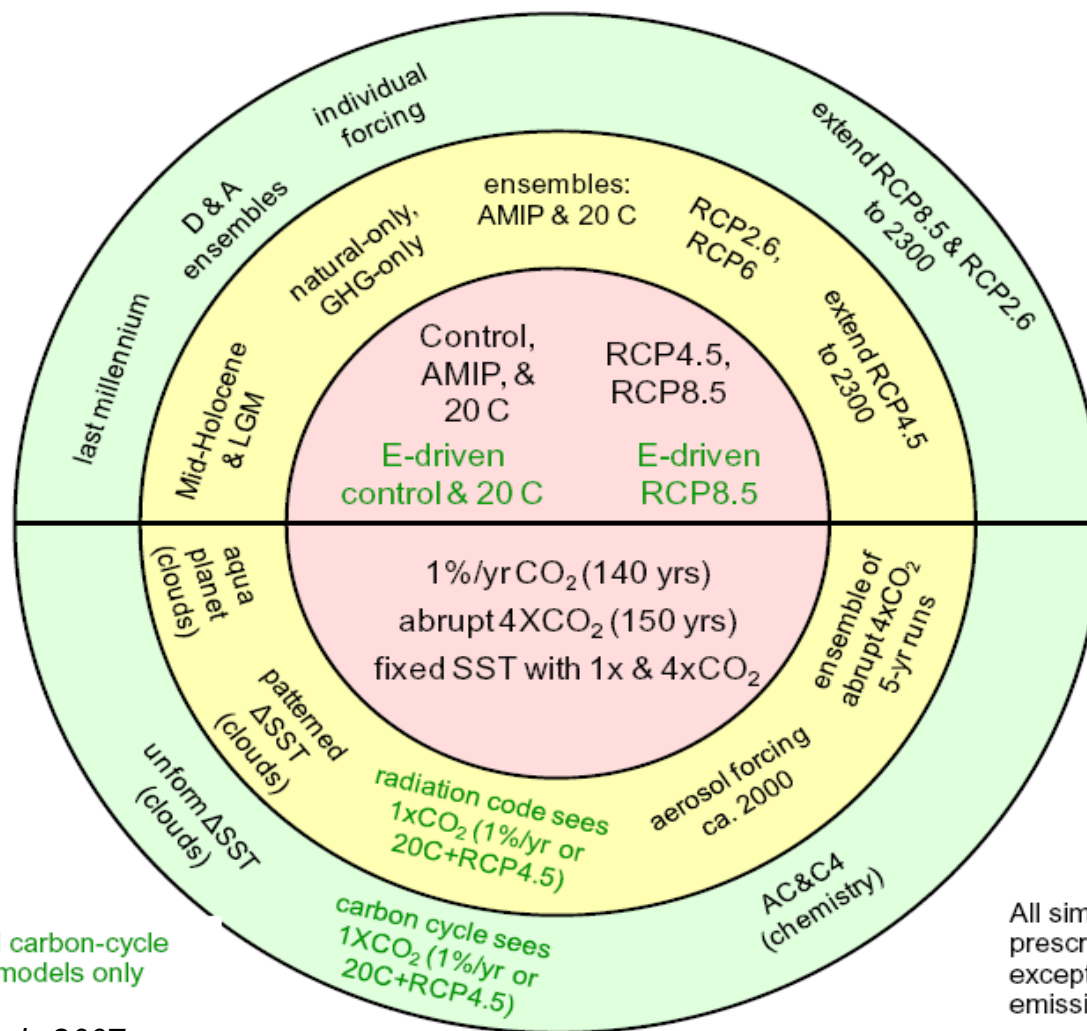 individual
forcing
D & A
ensembles
last millennium
extend RCP8.5 & RCP2.6
to 2300
ensembles:
AMIP & 20 C
natural-only,
GHG-only
RCP2.6,
RCP6
Mid-Holocene
& LGM
extend RCP4.5
to 2300
Control,
AMIP, &
20 C
RCP4.5,
RCP8.5
E-driven
control & 20 C
E-driven
RCP8.5
1%/yr CO₂ (140 yrs)
abrupt 4XCO₂ (150 yrs)
fixed SST with 1x & 4xCO₂
aqua
planet
(clouds)
ensemble of
abrupt 4xCO₂
5-yr runs
patterned
ΔSST
(clouds)
radiation code sees
1xCO₂ (1%/yr or
20C+RCP4.5)
aerosol forcing
ca. 2000
unform ΔSST
(clouds)
carbon cycle sees
1XCO₂ (1%/yr or
20C+RCP4.5)
AC&C4
(chemistry)
carbon-cycle
models only
All sim
prescr
except
emissi